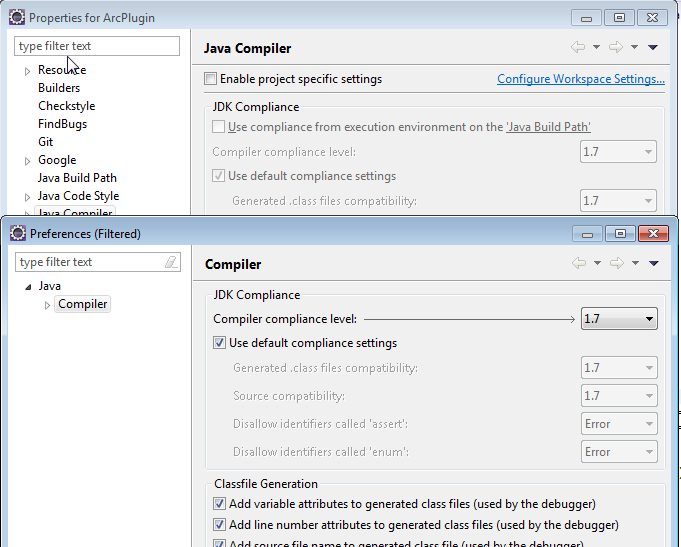 Properties for ArcPlugin
type filter text
Resource
Builders
Checkstyle
FindBugs
Git
Google
Java Build Path
Java Code Style
Java Compiler
Java Compiler
Enable project specific settings
Configure Workspace Settings...
JDK Compliance
Use compliance from execution environment on the 'Java Build Path'
Compiler compliance level: 1.7
Use default compliance settings
Generated .class files compatibility: 1.7
Preferences (Filtered)
type filter text
Java
Compiler
Compiler
JDK Compliance
Compiler compliance level: 1.7
Use default compliance settings
Generated .class files compatibility: 1.7
Source compatibility: 1.7
Disallow identifiers called 'assert': Error
Disallow identifiers called 'enum': Error
Classfile Generation
Add variable attributes to generated class files (used by the debugger)
Add line number attributes to generated class files (used by the debugger)
Add source file name to generated class file (used by the debugger)